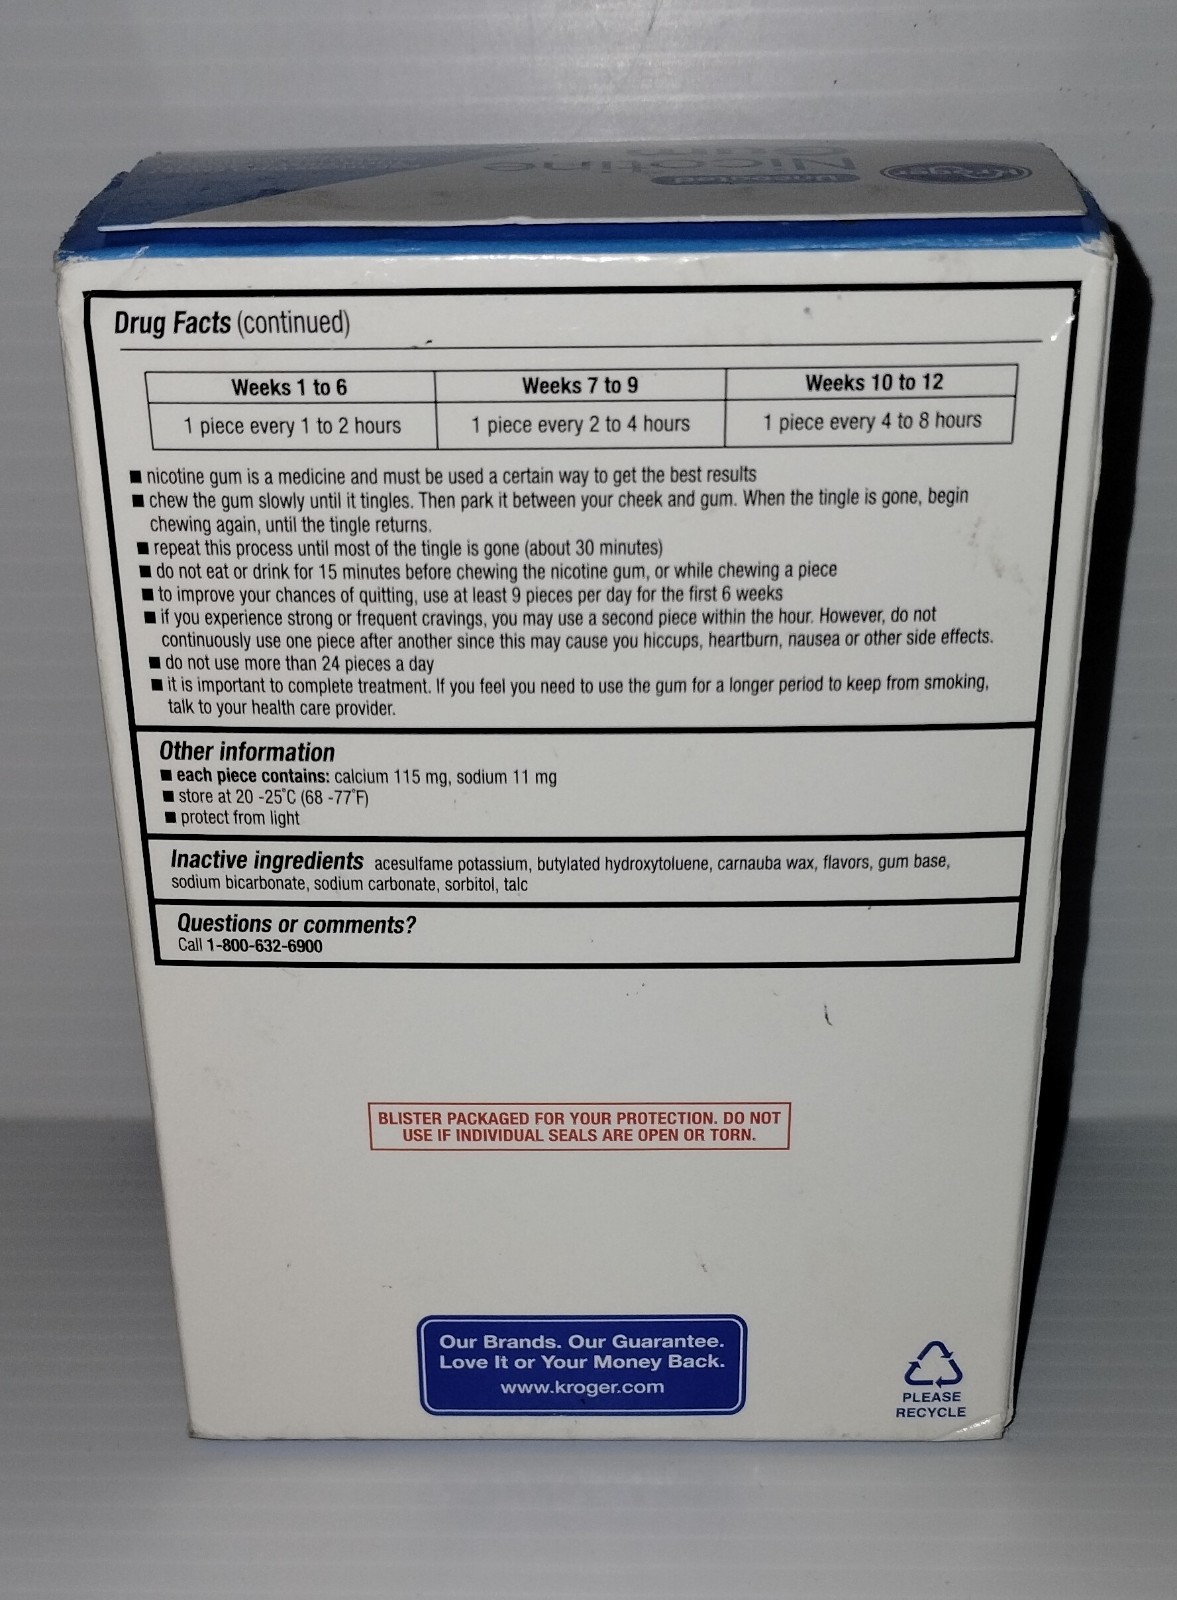 Kroger
Uncoated
Nicotine
Gum
Drug Facts (continued)
Weeks 1 to 6 Weeks 7 to 9 Weeks 10 to 12
1 piece every 1 to 2 hours 1 piece every 2 to 4 hours 1 piece every 4 to 8 hours
■ nicotine gum is a medicine and must be used a certain way to get the best results
■ chew the gum slowly until it tingles. Then park it between your cheek and gum. When the tingle is gone, begin
chewing again, until the tingle returns.
■ repeat this process until most of the tingle is gone (about 30 minutes)
■ do not eat or drink for 15 minutes before chewing the nicotine gum, or while chewing a piece
■ to improve your chances of quitting, use at least 9 pieces per day for the first 6 weeks
■ if you experience strong or frequent cravings, you may use a second piece within the hour. However, do not
continuously use one piece after another since this may cause you hiccups, heartburn, nausea or other side effects.
■ do not use more than 24 pieces a day
■ it is important to complete treatment. If you feel you need to use the gum for a longer period to keep from smoking,
talk to your health care provider.
Other information
■ each piece contains: calcium 115 mg, sodium 11 mg
■ store at 20 -25°C (68 -77°F)
■ protect from light
Inactive ingredients acesulfame potassium, butylated hydroxytoluene, carnauba wax, flavors, gum base,
sodium bicarbonate, sodium carbonate, sorbitol, talc
Questions or comments?
Call 1-800-632-6900
BLISTER PACKAGED FOR YOUR PROTECTION. DO NOT
USE IF INDIVIDUAL SEALS ARE OPEN OR TORN.
Our Brands. Our Guarantee.
Love It or Your Money Back.
www.kroger.com
PLEASE
RECYCLE